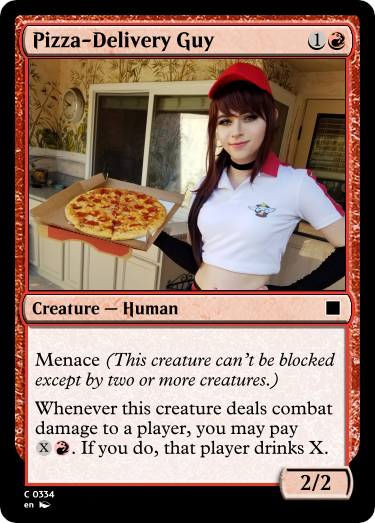 Pizza-Delivery Guy 1
Creature — Human
Menace (This creature can't be blocked
except by two or more creatures.)
Whenever this creature deals combat
damage to a player, you may pay
X. If you do, that player drinks X.
2/2
C 0334
en